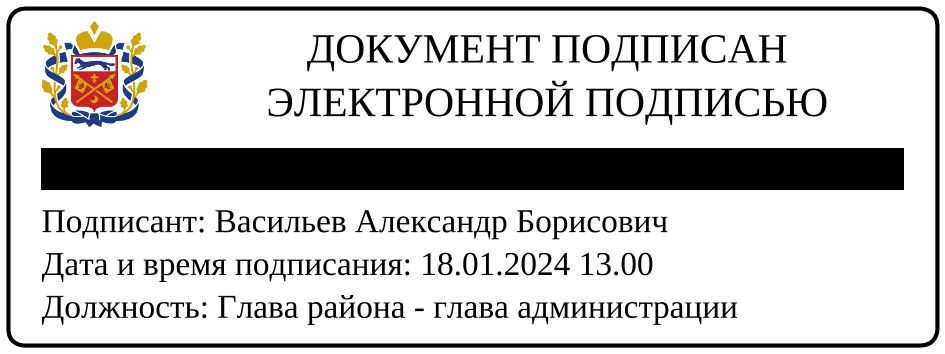 ДОКУМЕНТ ПОДПИСАН
ЭЛЕКТРОННОЙ ПОДПИСЬЮ
Подписант: Васильев Александр Борисович
Дата и время подписания: 18.01.2024 13.00
Должность: Глава района - глава администрации